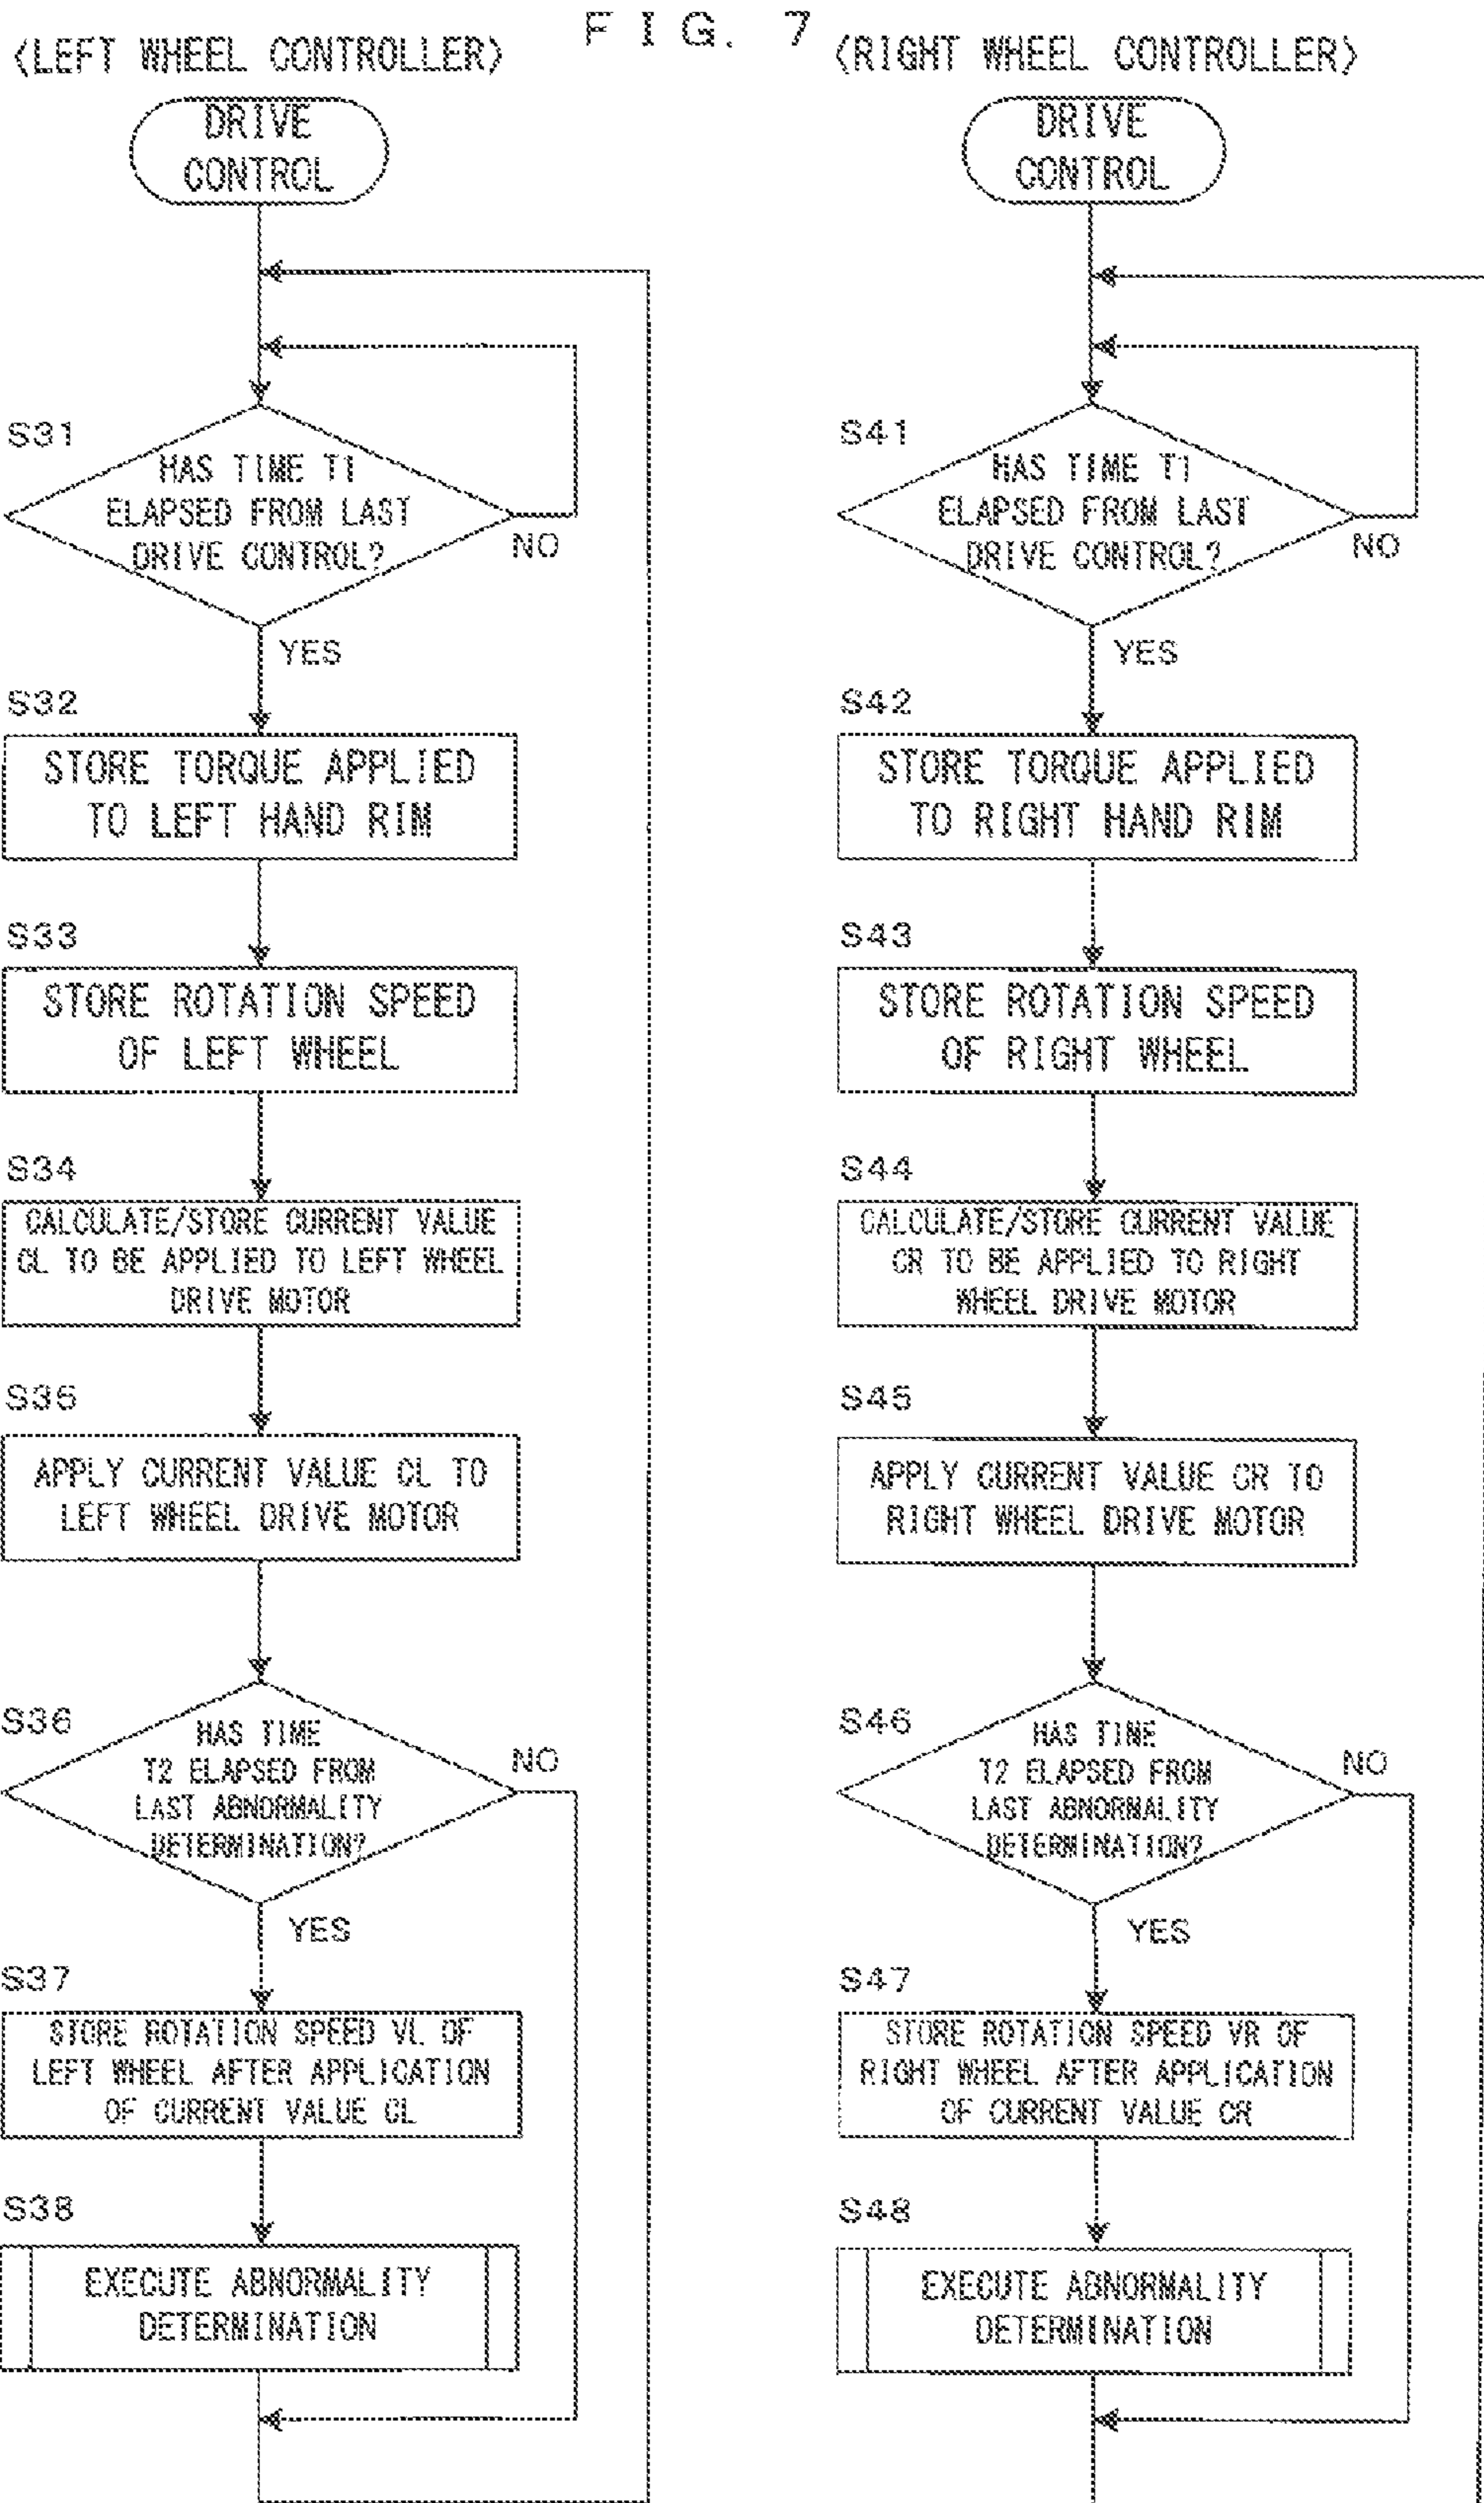 FIG. 7
<LEFT WHEEL CONTROLLER>
DRIVE
CONTROL
S31
HAS TIME T1
ELAPSED FROM LAST
DRIVE CONTROL?
NO
YES
S32
STORE TORQUE APPLIED
TO LEFT HAND RIM
S33
STORE ROTATION SPEED
OF LEFT WHEEL
S34
CALCULATE/STORE CURRENT VALUE
CL TO BE APPLIED TO LEFT WHEEL
DRIVE MOTOR
S35
APPLY CURRENT VALUE CL TO
LEFT WHEEL DRIVE MOTOR
S36
HAS TIME
T2 ELAPSED FROM
LAST ABNORMALITY
DETERMINATION?
NO
YES
S37
STORE ROTATION SPEED VL OF
LEFT WHEEL AFTER APPLICATION
OF CURRENT VALUE CL
S38
EXECUTE ABNORMALITY
DETERMINATION
<RIGHT WHEEL CONTROLLER>
DRIVE
CONTROL
S41
HAS TIME T1
ELAPSED FROM LAST
DRIVE CONTROL?
NO
YES
S42
STORE TORQUE APPLIED
TO RIGHT HAND RIM
S43
STORE ROTATION SPEED
OF RIGHT WHEEL
S44
CALCULATE/STORE CURRENT VALUE
CR TO BE APPLIED TO RIGHT
WHEEL DRIVE MOTOR
S45
APPLY CURRENT VALUE CR TO
RIGHT WHEEL DRIVE MOTOR
S46
HAS TIME
T2 ELAPSED FROM
LAST ABNORMALITY
DETERMINATION?
NO
YES
S47
STORE ROTATION SPEED VR OF
RIGHT WHEEL AFTER APPLICATION
OF CURRENT VALUE CR
S48
EXECUTE ABNORMALITY
DETERMINATION